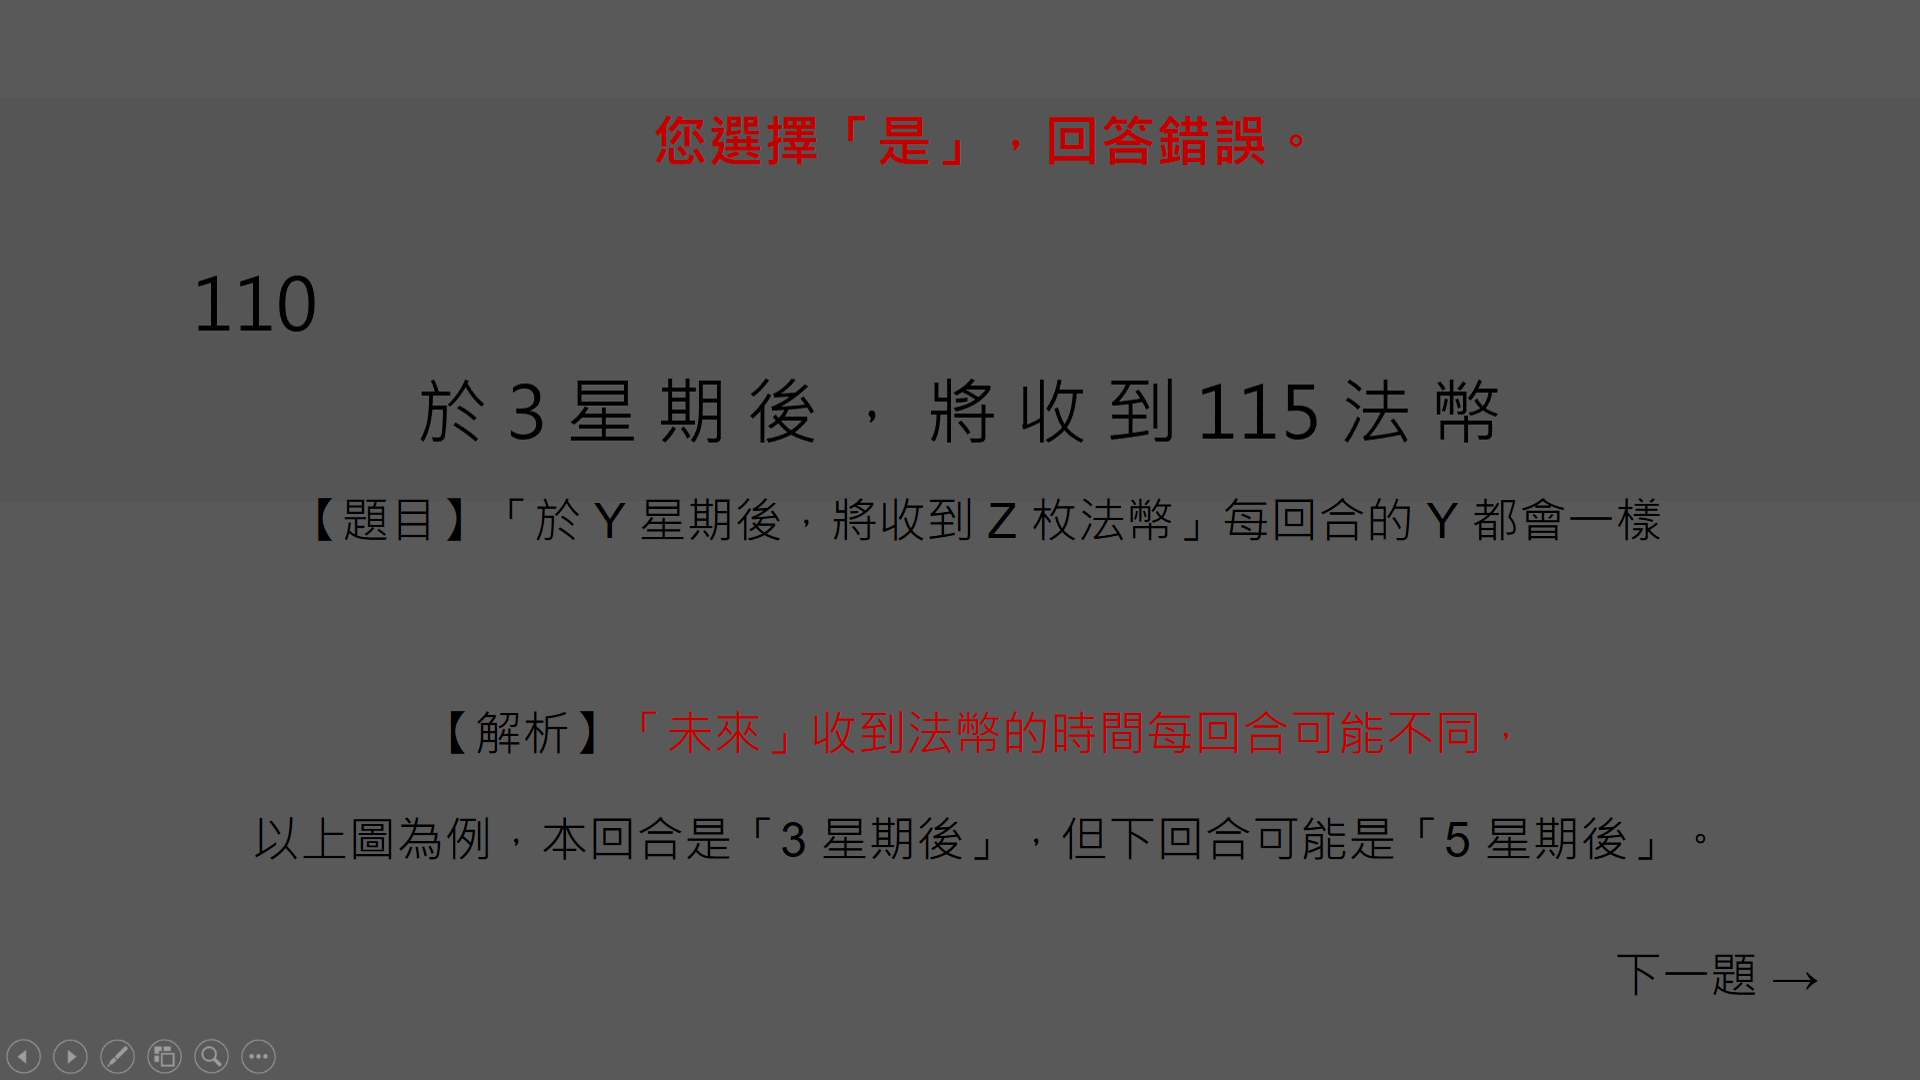 您選擇「是」，回答錯誤。
110
於3星期後，將收到115法幣
【題目】「於 Y 星期後，將收到 Z 枚法幣」每回合的 Y 都會一樣
【解析】「未來」收到法幣的時間每回合可能不同，
以上圖為例，本回合是「3 星期後」，但下回合可能是「5 星期後」。
下一題 →